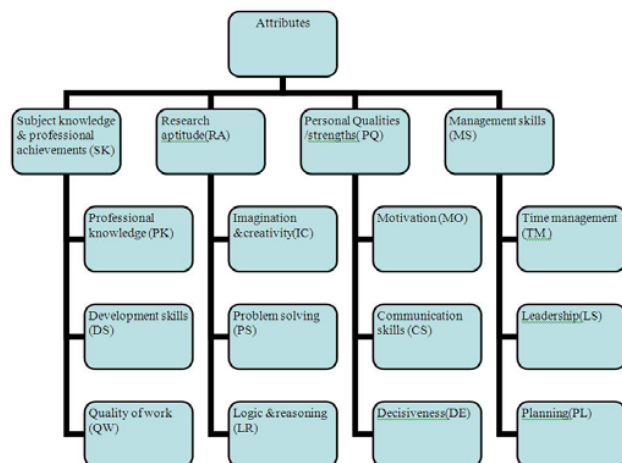 Attributes
Subject knowledge
& professional
achievements (SK)
Research
aptitude(RA)
Personal Qualities
/strengths( PQ)
Management skills
(MS)
Professional
knowledge (PK)
Imagination
&creativity(IC)
Motivation (MO)
Time management
(TM )
Development skills
(DS)
Problem solving
(PS)
Communication
skills (CS)
Leadership(LS)
Quality of work
(QW)
Logic & reasoning
(LR)
Decisiveness(DE)
Planning(PL)